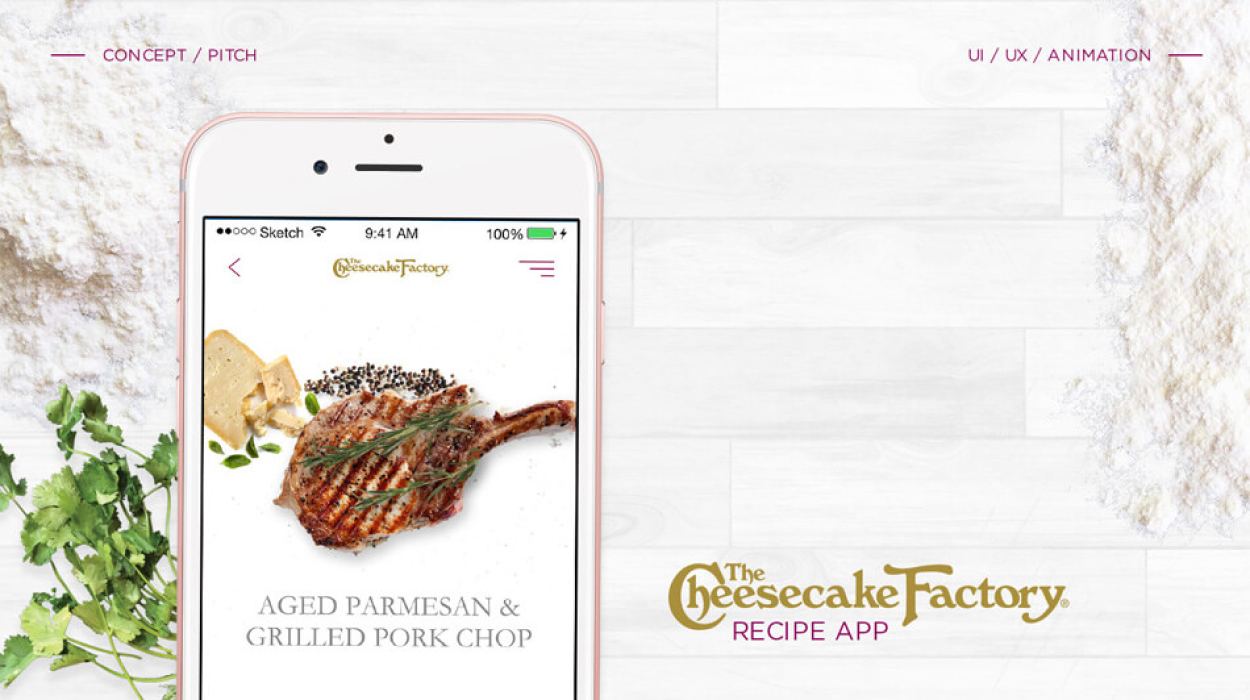 CONCEPT / PITCH
UI / UX / ANIMATION
Sketch 9:41 AM 100%
The
Cheesecake Factory
AGED PARMESAN &
GRILLED PORK CHOP
The
Cheesecake Factory®
RECIPE APP